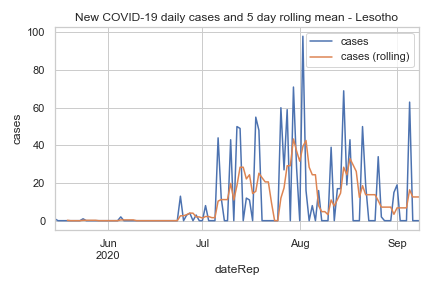 New COVID-19 daily cases and 5 day rolling mean - Lesotho
cases
cases (rolling)
100
80
60
40
20
0
cases
Jun
2020
Jul
Aug
Sep
dateRep